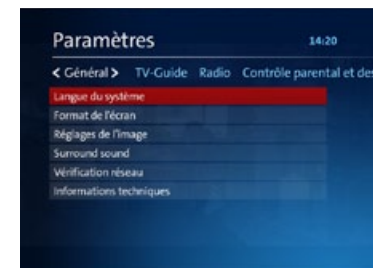 Paramètres 14:20
< Général > TV-Guide Radio Contrôle parental et des
Langue du système
Format de l'écran
Réglages de l'image
Surround sound
Vérification réseau
Informations techniques